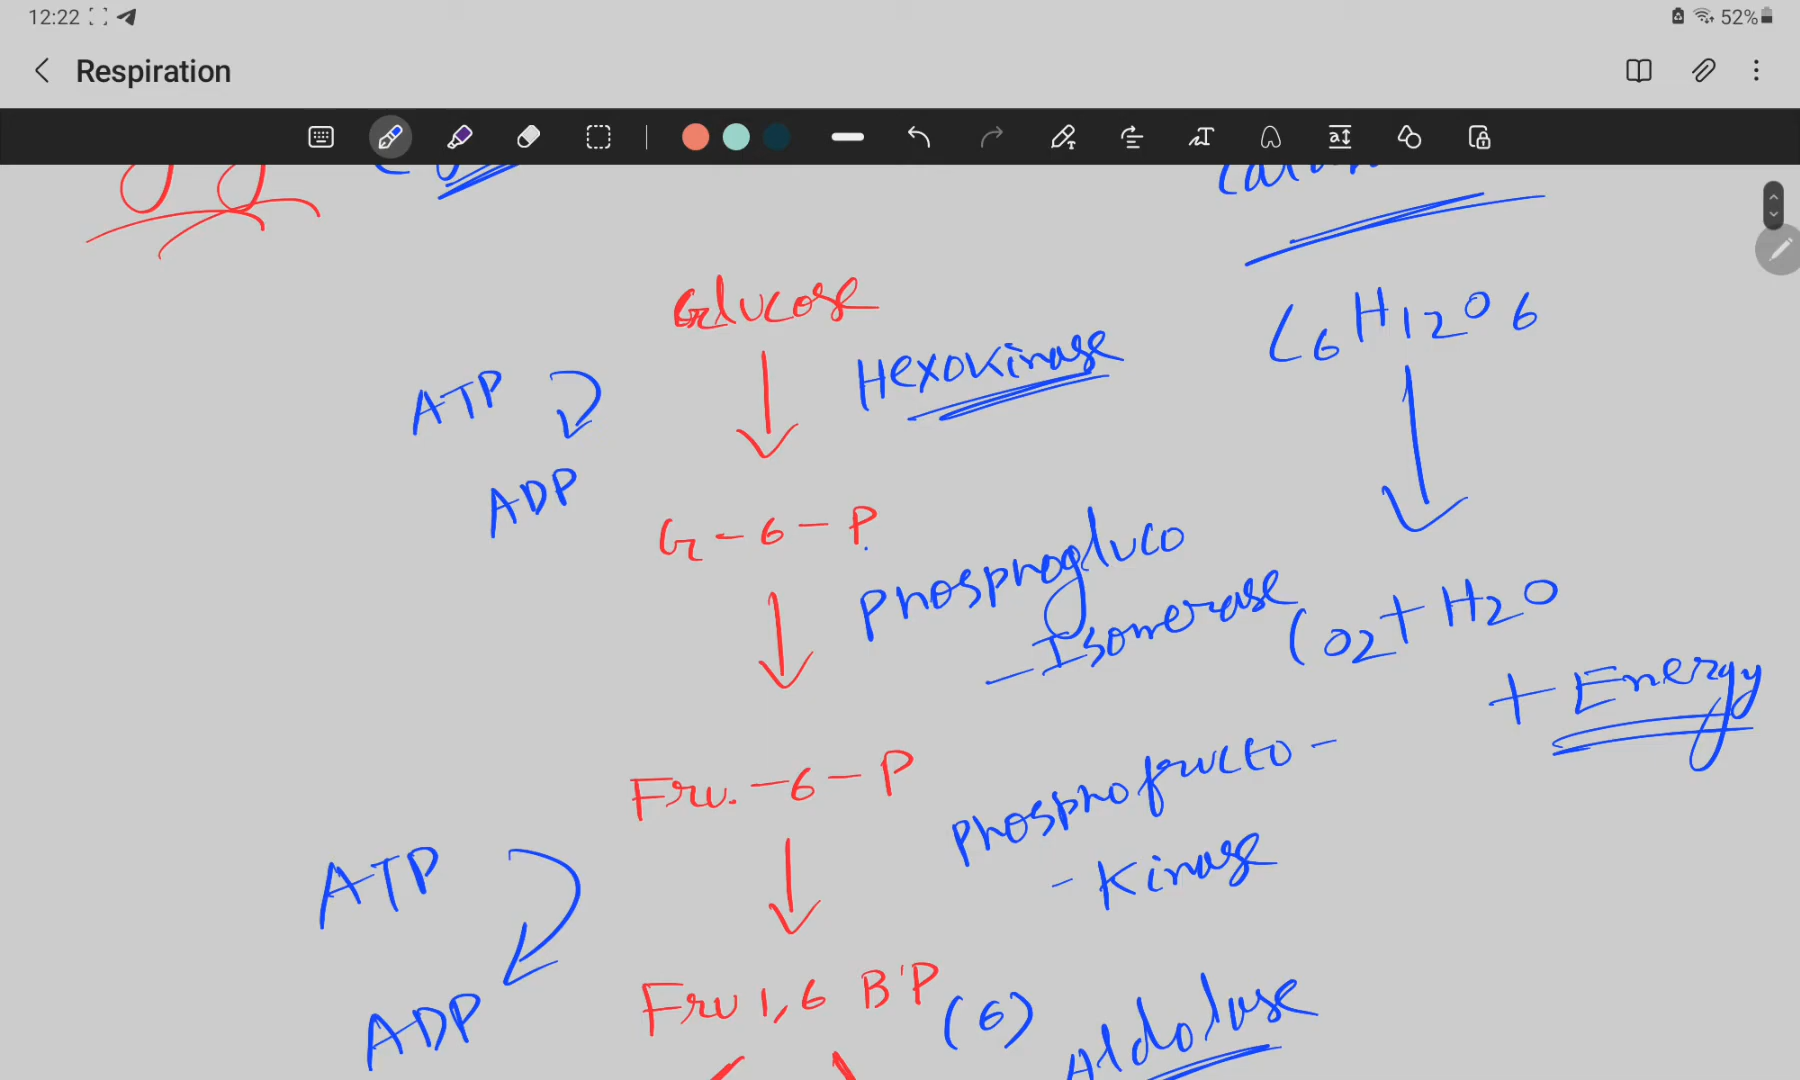 12:22
52%
Respiration
Glucose
Hexokinase
C6H12O6
ATP
ADP
G-6-P
Phosphogluco
-Isomerase
CO2+H2O
+Energy
Fru.-6-P
Phosphofructo-
-Kinase
ATP
ADP
Fru 1,6 BP
(6)
Aldolase